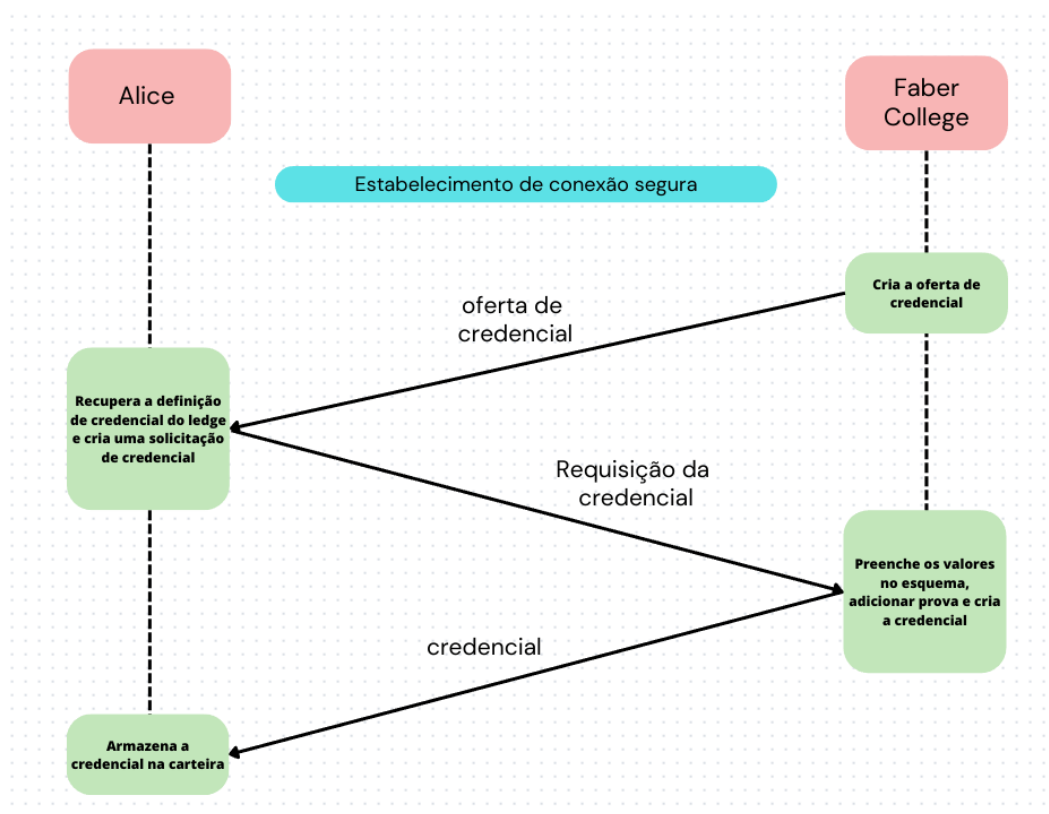 Alice
Faber
College
Estabelecimento de conexão segura
Cria a oferta de
credencial
oferta de
credencial
Recupera a definição
de credencial do ledge
e cria uma solicitação
de credencial
Requisição da
credencial
Preenche os valores
no esquema,
adicionar prova e cria
a credencial
credencial
Armazena a
credencial na carteira